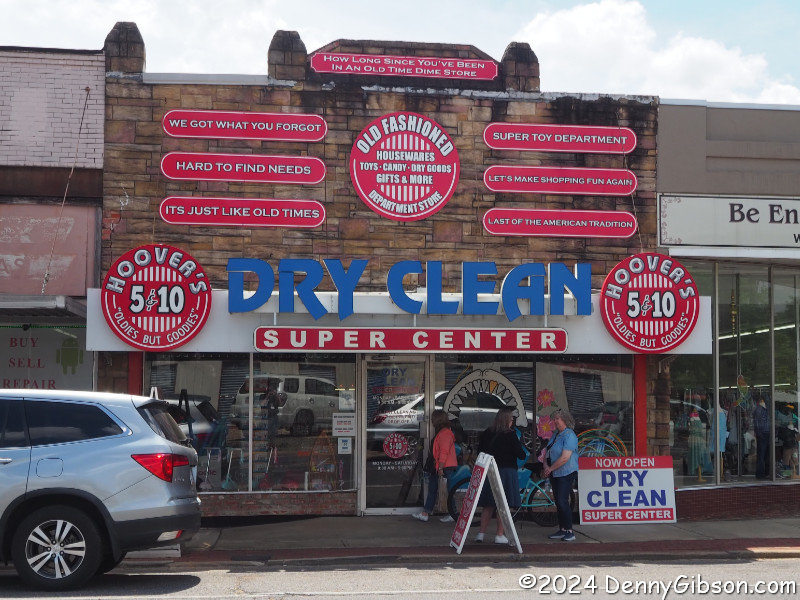 HOW LONG SINCE YOU'VE BEEN
IN AN OLD TIME DIME STORE
WE GOT WHAT YOU FORGOT
HARD TO FIND NEEDS
ITS JUST LIKE OLD TIMES
OLD FASHIONED
HOUSEWARES
TOYS · CANDY · DRY GOODS
GIFTS & MORE
DEPARTMENT STORE
SUPER TOY DEPARTMENT
LET'S MAKE SHOPPING FUN AGAIN
LAST OF THE AMERICAN TRADITION
Be En
W
HOOVER'S
5&10
"OLDIES BUT GOODIES"
DRY CLEAN
SUPER CENTER
HOOVER'S
5&10
"OLDIES BUT GOODIES"
BUY
SELL
REPAIR
DRY CLEAN
MONDAY-SATURDAY
NOW OPEN
DRY
CLEAN
SUPER CENTER
©2024 DennyGibson.com